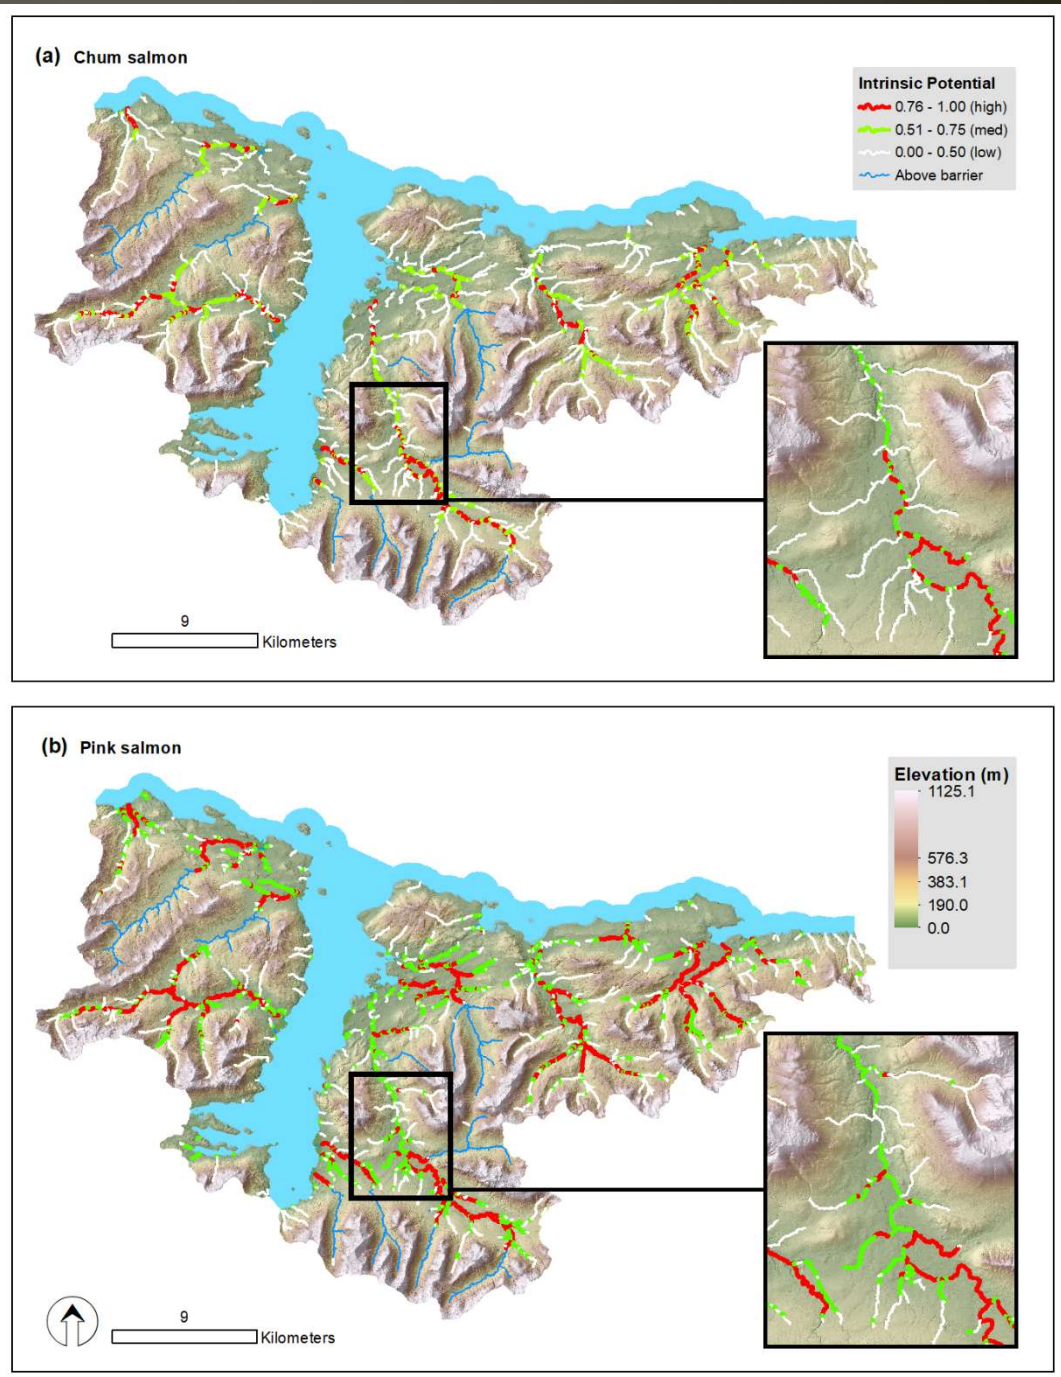 (a) Chum salmon
Intrinsic Potential
0.76 - 1.00 (high)
0.51 - 0.75 (med)
0.00 - 0.50 (low)
Above barrier
9
Kilometers
(b) Pink salmon
Elevation (m)
1125.1
576.3
383.1
190.0
0.0
9
Kilometers